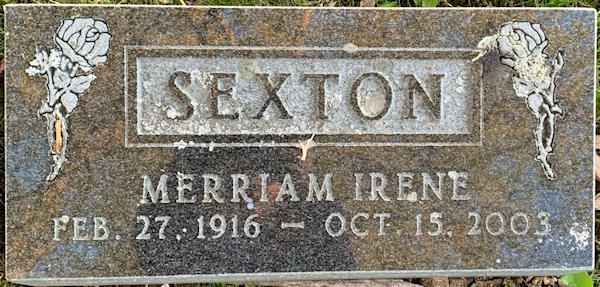 SEXTON
MERRIAM IRENE
FEB. 27, 1916 – OCT. 15, 2003